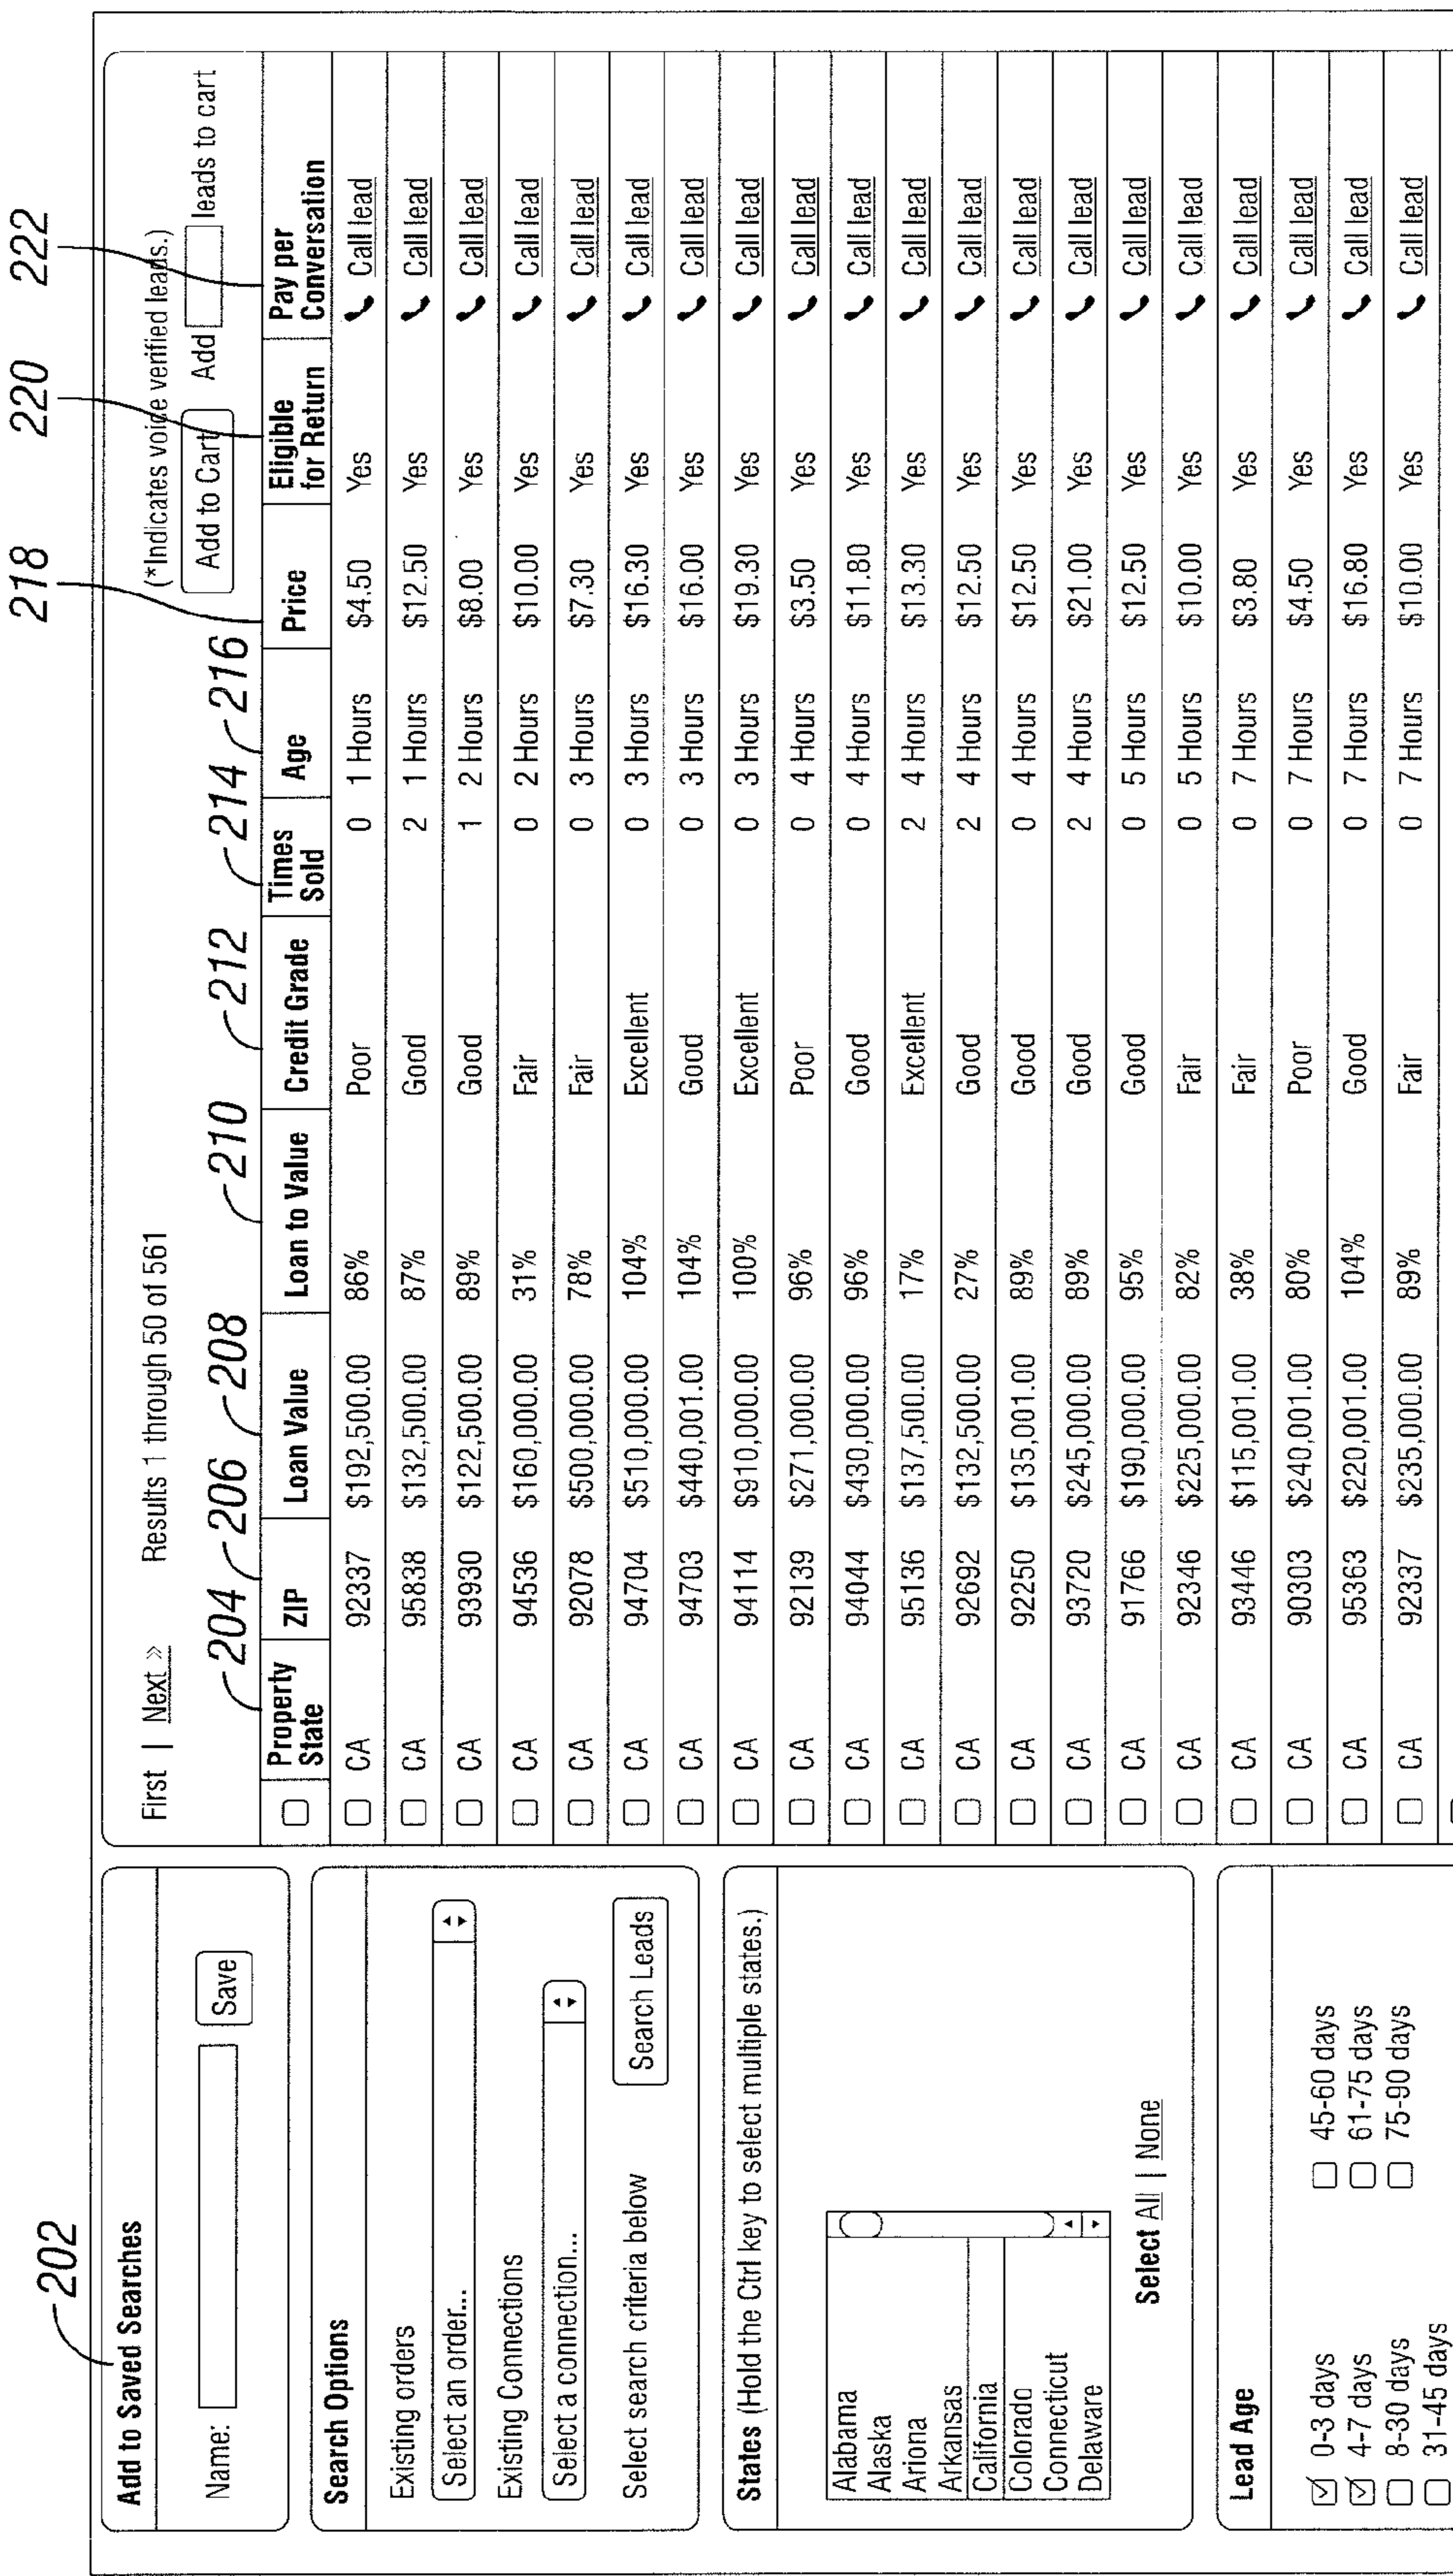 202
204 206 208 210 212 214 216 218 220 222
Add to Saved Searches
Name: Save
Search Options
Existing orders
Select an order...
Existing Connections
Select a connection...
Select search criteria below Search Leads
States (Hold the Ctrl key to select multiple states.)
Alabama
Alaska
Ariona
Arkansas
California
Colorado
Connecticut
Delaware
Select All | None
Lead Age
0-3 days 45-60 days
4-7 days 61-75 days
8-30 days 75-90 days
31-45 days
First | Next » Results 1 through 50 of 561 (*Indicates voice verified leads.)
Add to Cart Add leads to cart
Property State ZIP Loan Value Loan to Value Credit Grade Times Sold Age Price Eligible for Return Pay per Conversation
CA 92337 $192,500.00 86% Poor 0 1 Hours $4.50 Yes Call lead
CA 95838 $132,500.00 87% Good 2 1 Hours $12.50 Yes Call lead
CA 93930 $122,500.00 89% Good 1 2 Hours $8.00 Yes Call lead
CA 94536 $160,000.00 31% Fair 0 2 Hours $10.00 Yes Call lead
CA 92078 $500,000.00 78% Fair 0 3 Hours $7.30 Yes Call lead
CA 94704 $510,000.00 104% Excellent 0 3 Hours $16.30 Yes Call lead
CA 94703 $440,001.00 104% Good 0 3 Hours $16.00 Yes Call lead
CA 94114 $910,000.00 100% Excellent 0 3 Hours $19.30 Yes Call lead
CA 92139 $271,000.00 96% Poor 0 4 Hours $3.50 Yes Call lead
CA 94044 $430,000.00 96% Good 0 4 Hours $11.80 Yes Call lead
CA 95136 $137,500.00 17% Excellent 2 4 Hours $13.30 Yes Call lead
CA 92692 $132,500.00 27% Good 2 4 Hours $12.50 Yes Call lead
CA 92250 $135,001.00 89% Good 0 4 Hours $12.50 Yes Call lead
CA 93720 $245,000.00 89% Good 2 4 Hours $21.00 Yes Call lead
CA 91766 $190,000.00 95% Good 0 5 Hours $12.50 Yes Call lead
CA 92346 $225,000.00 82% Fair 0 5 Hours $10.00 Yes Call lead
CA 93446 $115,001.00 38% Fair 0 7 Hours $3.80 Yes Call lead
CA 90303 $240,001.00 80% Poor 0 7 Hours $4.50 Yes Call lead
CA 95363 $220,001.00 104% Good 0 7 Hours $16.80 Yes Call lead
CA 92337 $235,000.00 89% Fair 0 7 Hours $10.00 Yes Call lead